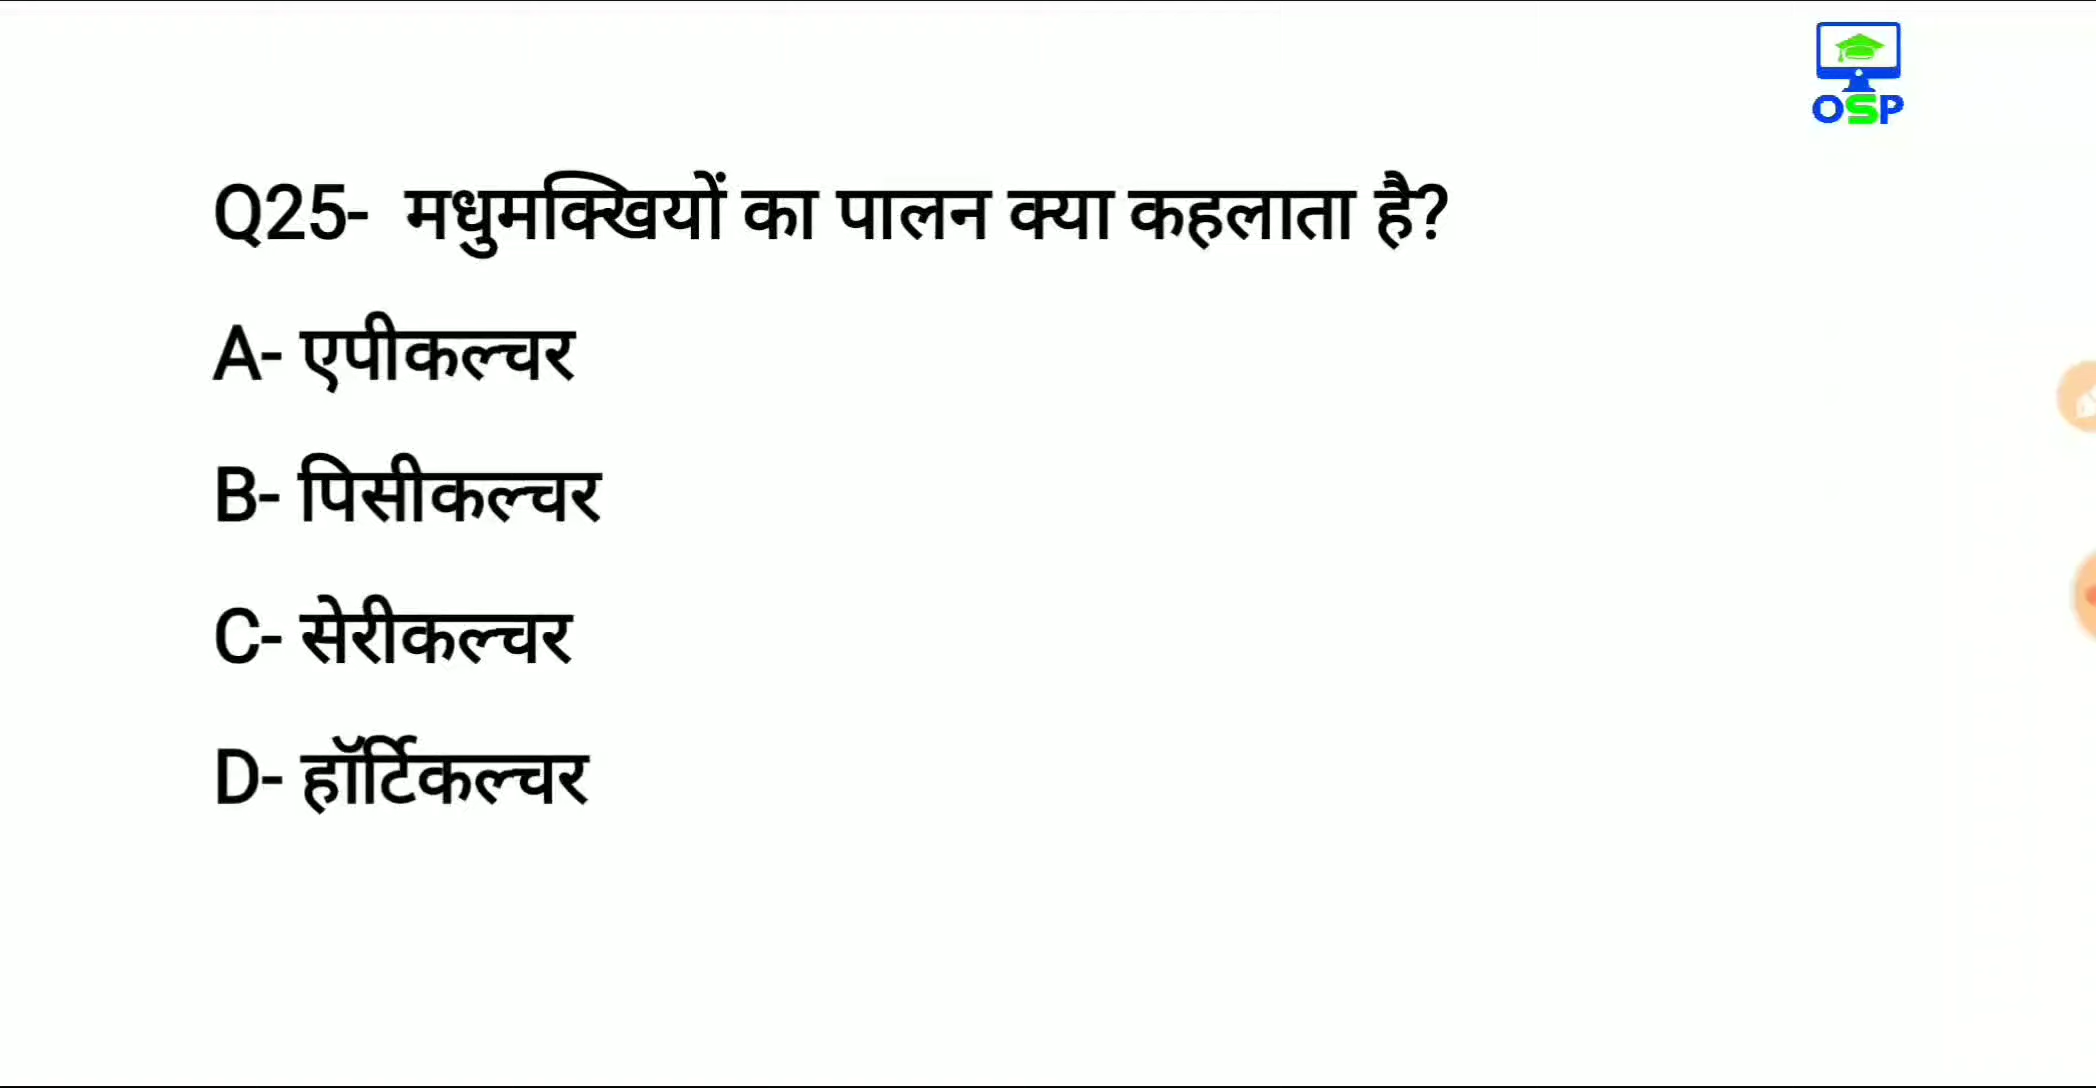 OSP
Q25- मधुमक्खियों का पालन क्या कहलाता है?
A- एपीकल्चर
B- पिसीकल्चर
C- सेरीकल्चर
D- हॉर्टिकल्चर